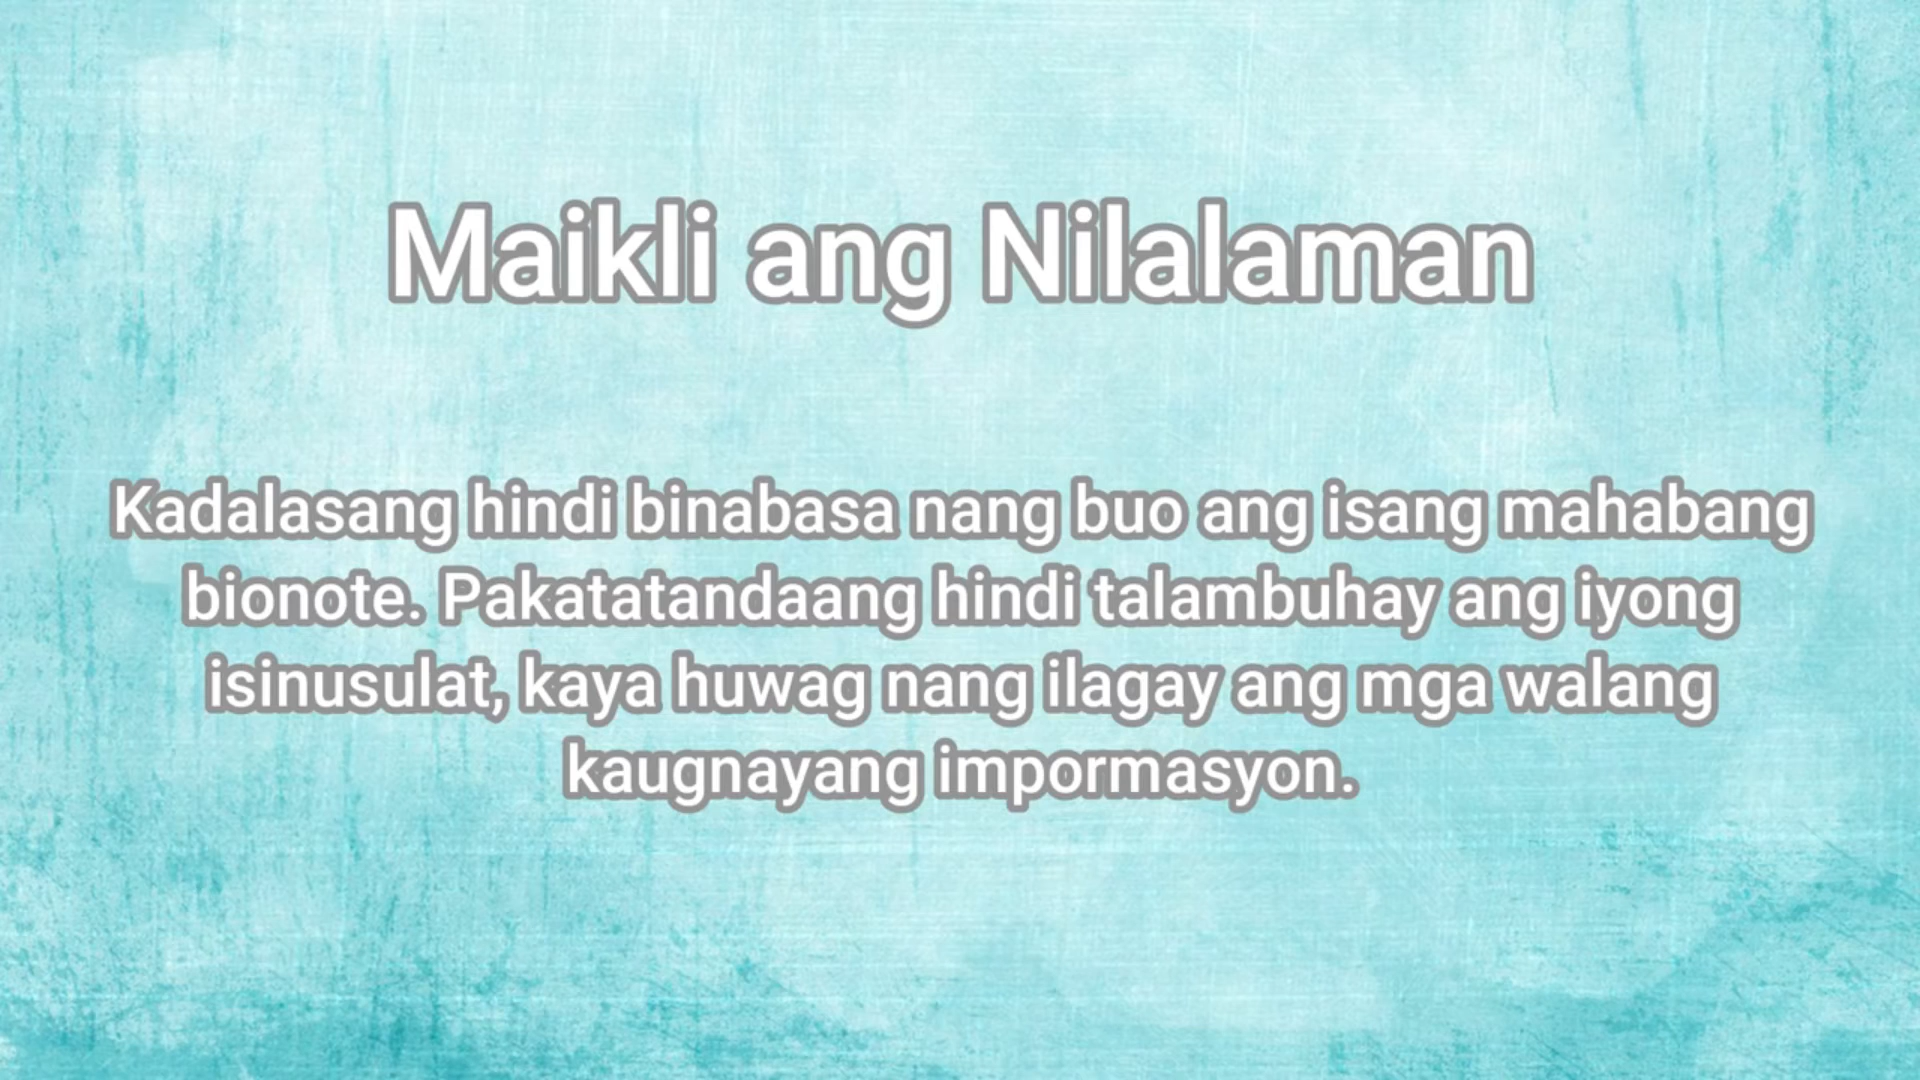 Maikli ang Nilalaman
Kadalasang hindi binabasa nang buo ang isang mahabang
bionote. Pakatatandaang hindi talambuhay ang iyong
isinusulat, kaya huwag nang ilagay ang mga walang
kaugnayang impormasyon.